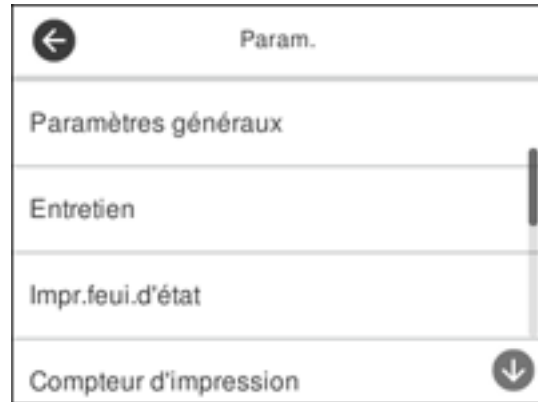 Param.
Paramètres généraux
Entretien
Impr.feui.d'état
Compteur d'impression